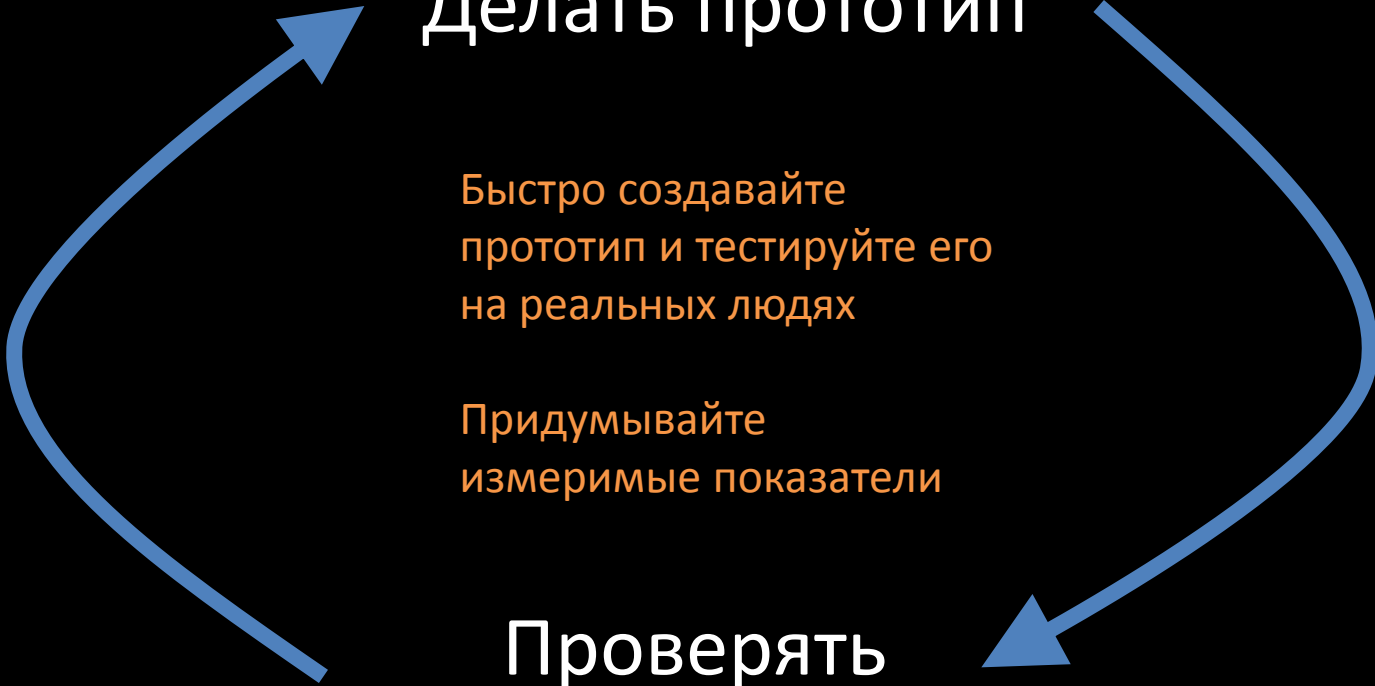 Делать прототип
Быстро создавайте
прототип и тестируйте его
на реальных людях
Придумывайте
измеримые показатели
Проверять